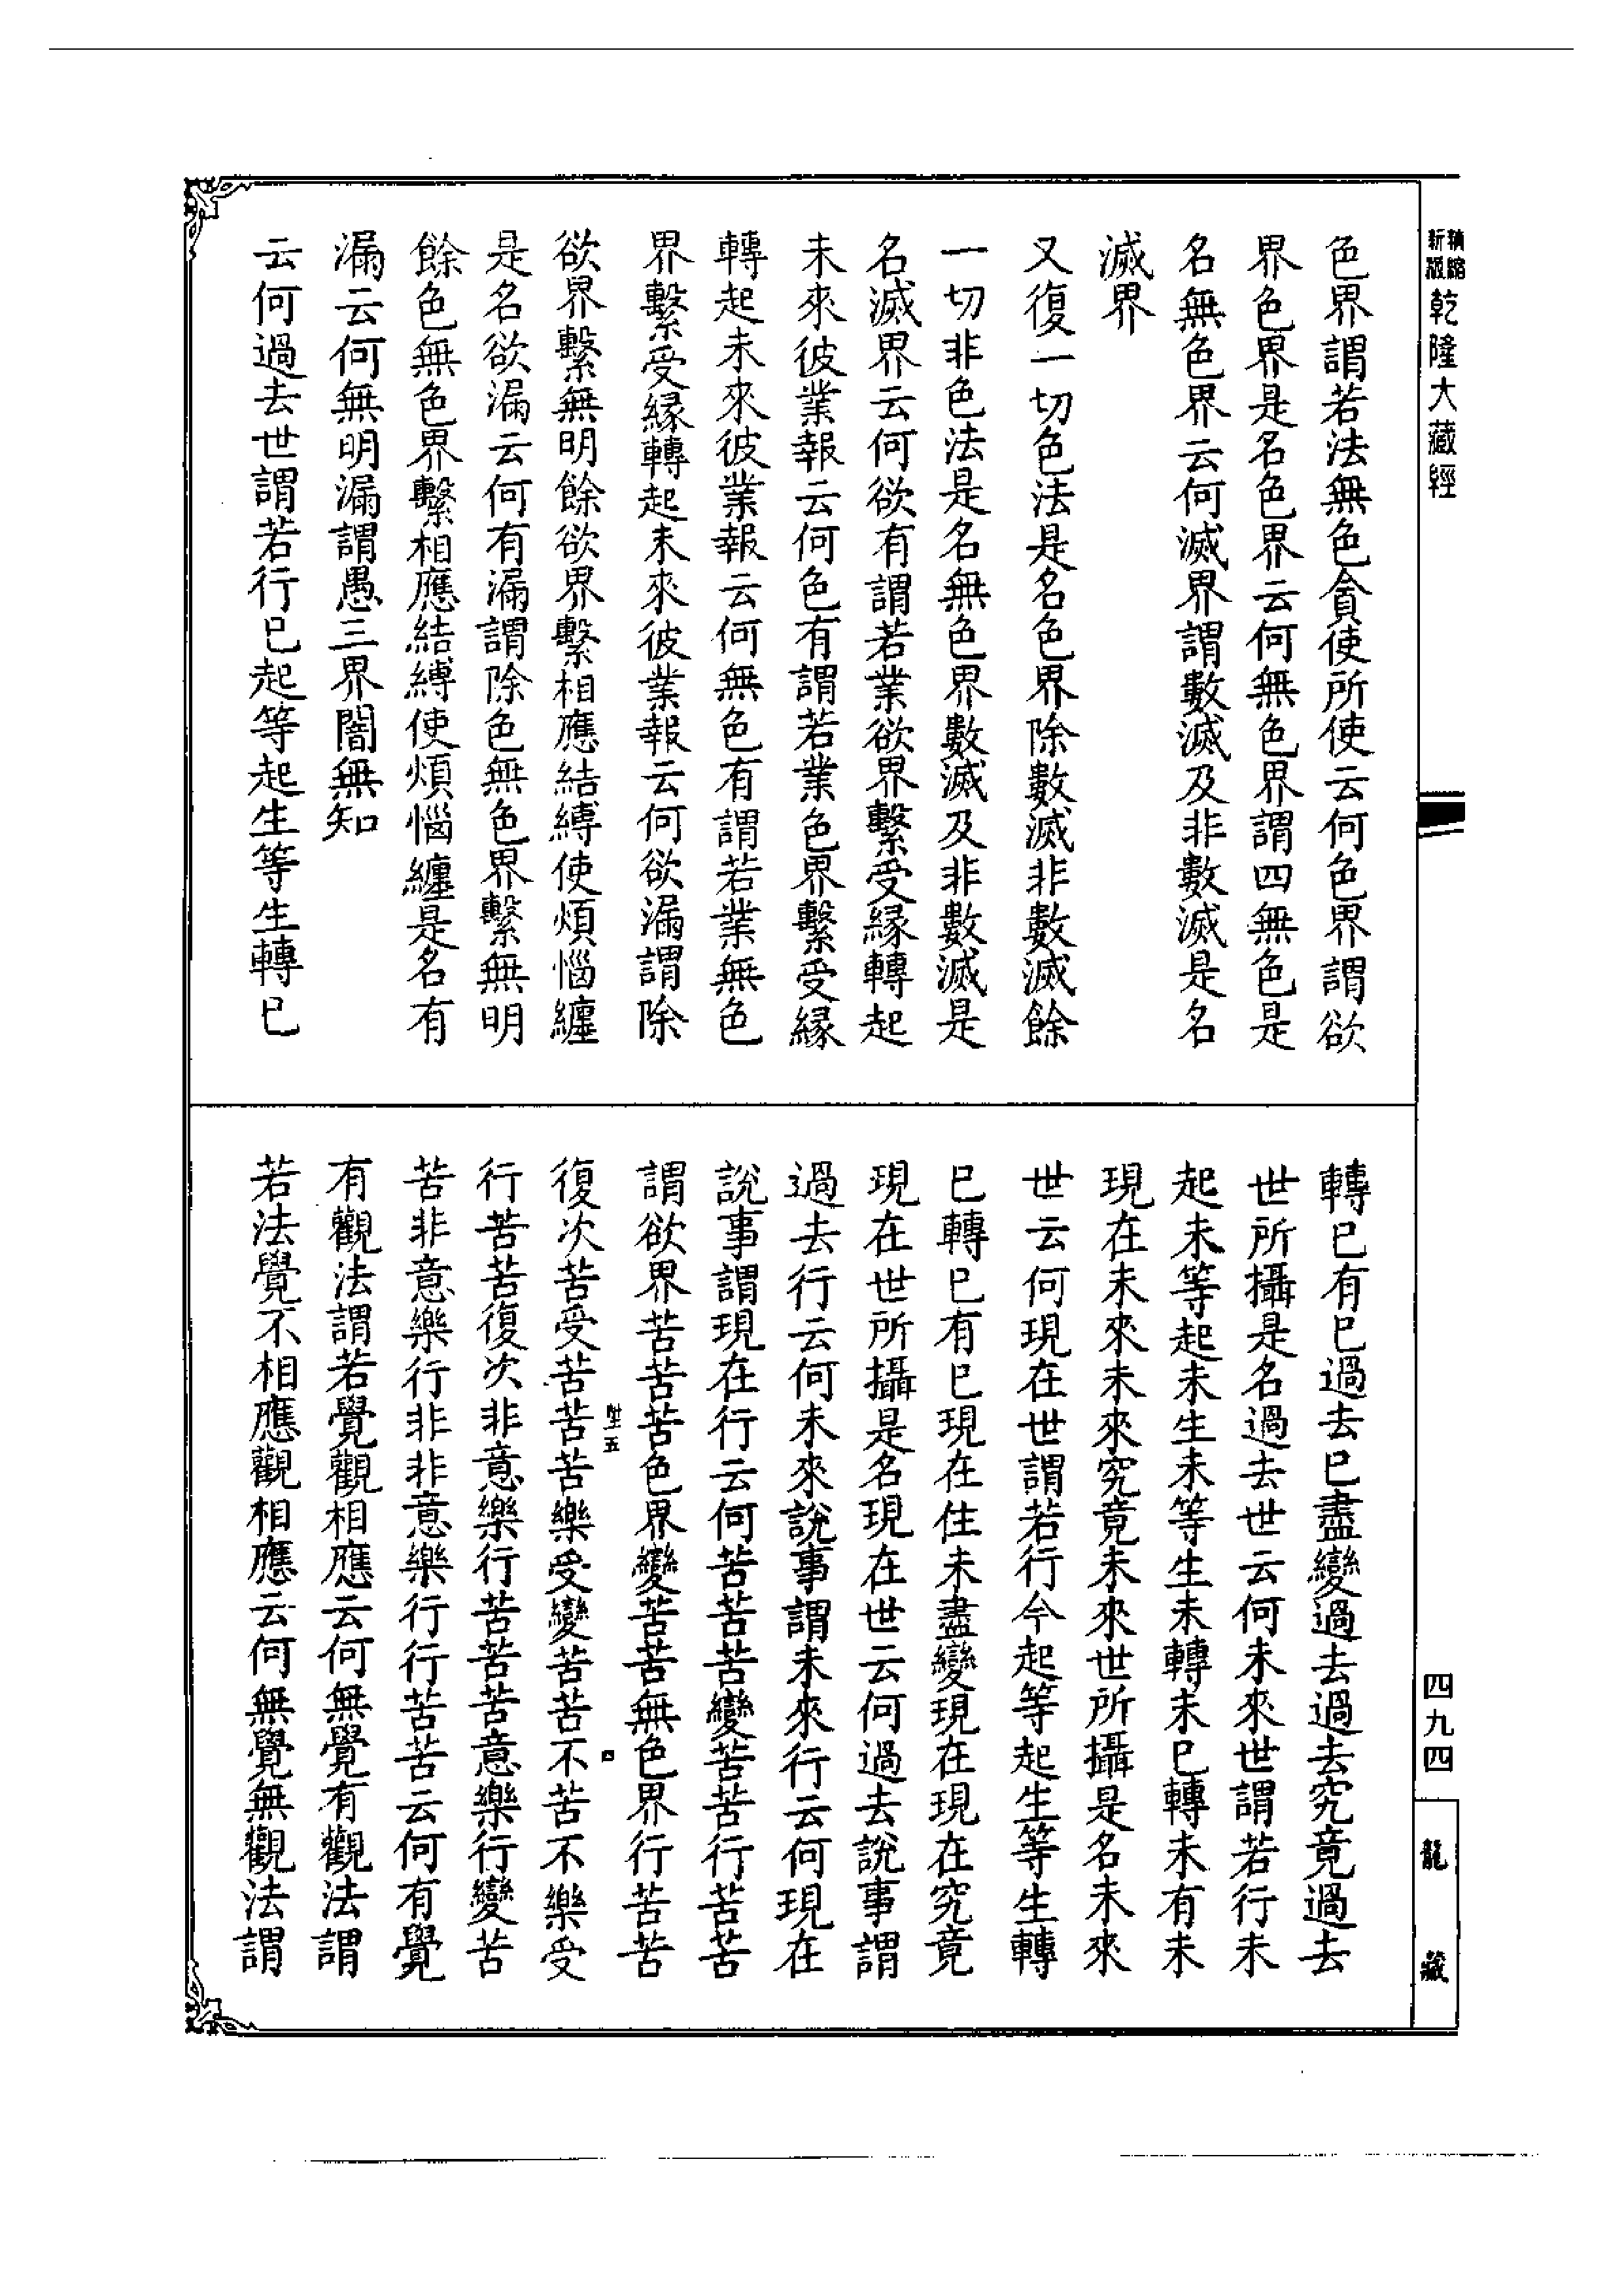 新版精縮乾隆大藏經
色界謂若法無色貪使所使云何色界謂欲
界色界是名色界云何無色界謂四無色是
名無色界云何滅界謂數滅及非數滅是名
滅界
又復一切色法是名色界除數滅非數滅餘
一切非色法是名無色界數滅及非數滅是
名滅界云何欲有謂若業欲界繫受緣轉起
未來彼業報云何色有謂若業色界繫受緣
轉起未來彼業報云何無色有謂若業無色
界繫受緣轉起未來彼業報云何欲漏謂除
欲界繫無明餘欲界繫相應結縛使煩惱纏
是名欲漏云何有漏謂除色無色界繫無明
餘色無色界繫相應結縛使煩惱纏是名有
漏云何無明漏謂愚三界闇無知
云何過去世謂若行已起等起生等生轉已
轉已有已過去已盡變過去過去究竟過去
世所攝是名過去世云何未來世謂若行未
起未等起未生未等生未轉未已轉未有未
現在未來未來究竟未來世所攝是名未來
世云何現在世謂若行今起等起生等生轉
已轉已有已現在住未盡變現在現在究竟
現在世所攝是名現在世云何過去說事謂
過去行云何未來說事謂未來行云何現在
說事謂現在行云何苦苦苦變苦苦行苦苦
謂欲界苦苦苦色界變苦苦無色界行苦苦
復次苦受苦苦苦樂受變苦苦不苦不樂受
行苦苦復次非意樂行苦苦苦意樂行變苦
苦非意樂行非非意樂行行苦苦云何有覺
有觀法謂若覺觀相應云何無覺有觀法謂
若法覺不相應觀相應云何無覺無觀法謂
四九四
龍藏